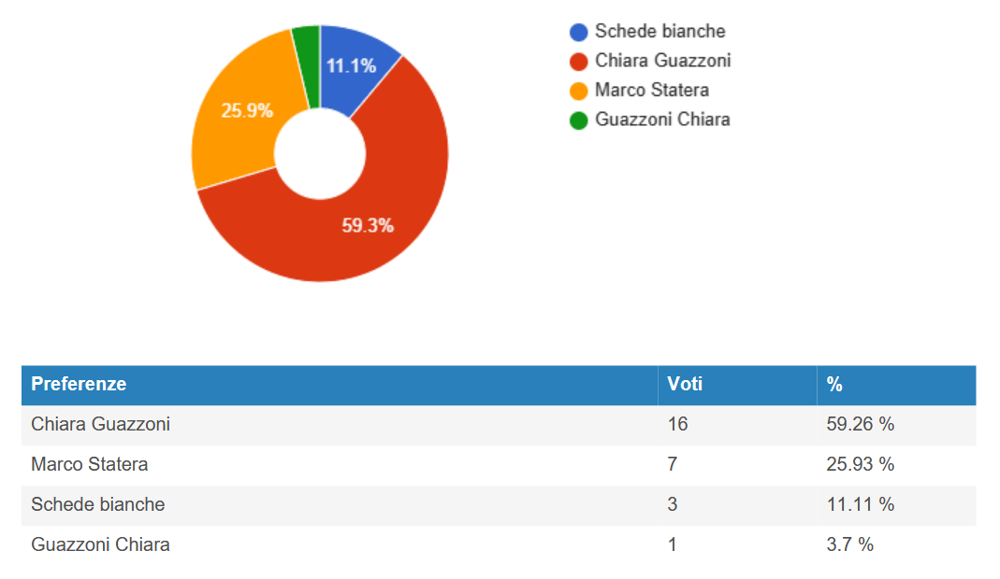 11.1%
25.9%
59.3%
Schede bianche
Chiara Guazzoni
Marco Statera
Guazzoni Chiara
Preferenze Voti %
Chiara Guazzoni 16 59.26 %
Marco Statera 7 25.93 %
Schede bianche 3 11.11 %
Guazzoni Chiara 1 3.7 %